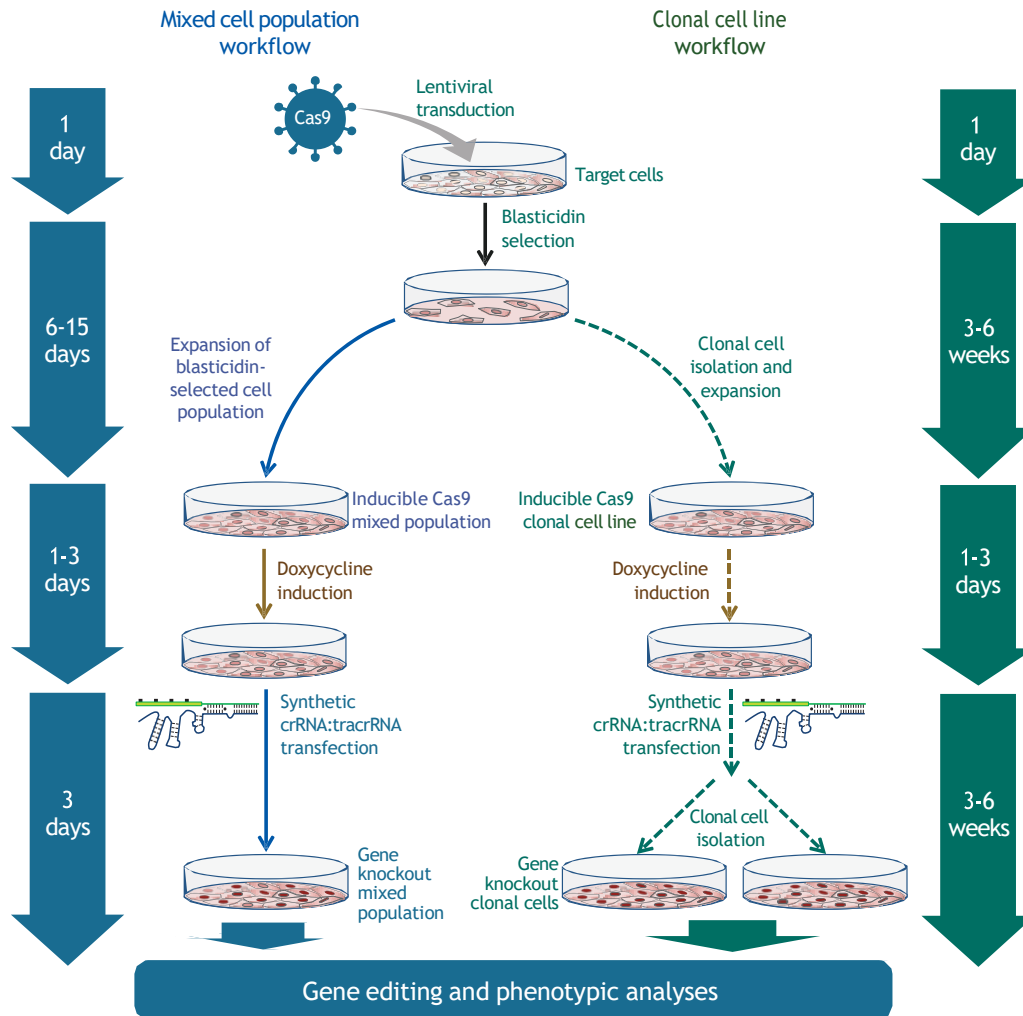 Mixed cell population
workflow
Clonal cell line
workflow
Cas9
Lentiviral
transduction
1
day
1
day
Target cells
Blasticidin
selection
6-15
days
3-6
weeks
Expansion of
blasticidin-
selected cell
population
Clonal cell
isolation and
expansion
Inducible Cas9
mixed population
Inducible Cas9
clonal cell line
1-3
days
1-3
days
Doxycycline
induction
Doxycycline
induction
Synthetic
crRNA:tracrRNA
transfection
Synthetic
crRNA:tracrRNA
transfection
3
days
3-6
weeks
Clonal cell
isolation
Gene
knockout
mixed
population
Gene
knockout
clonal cells
Gene editing and phenotypic analyses